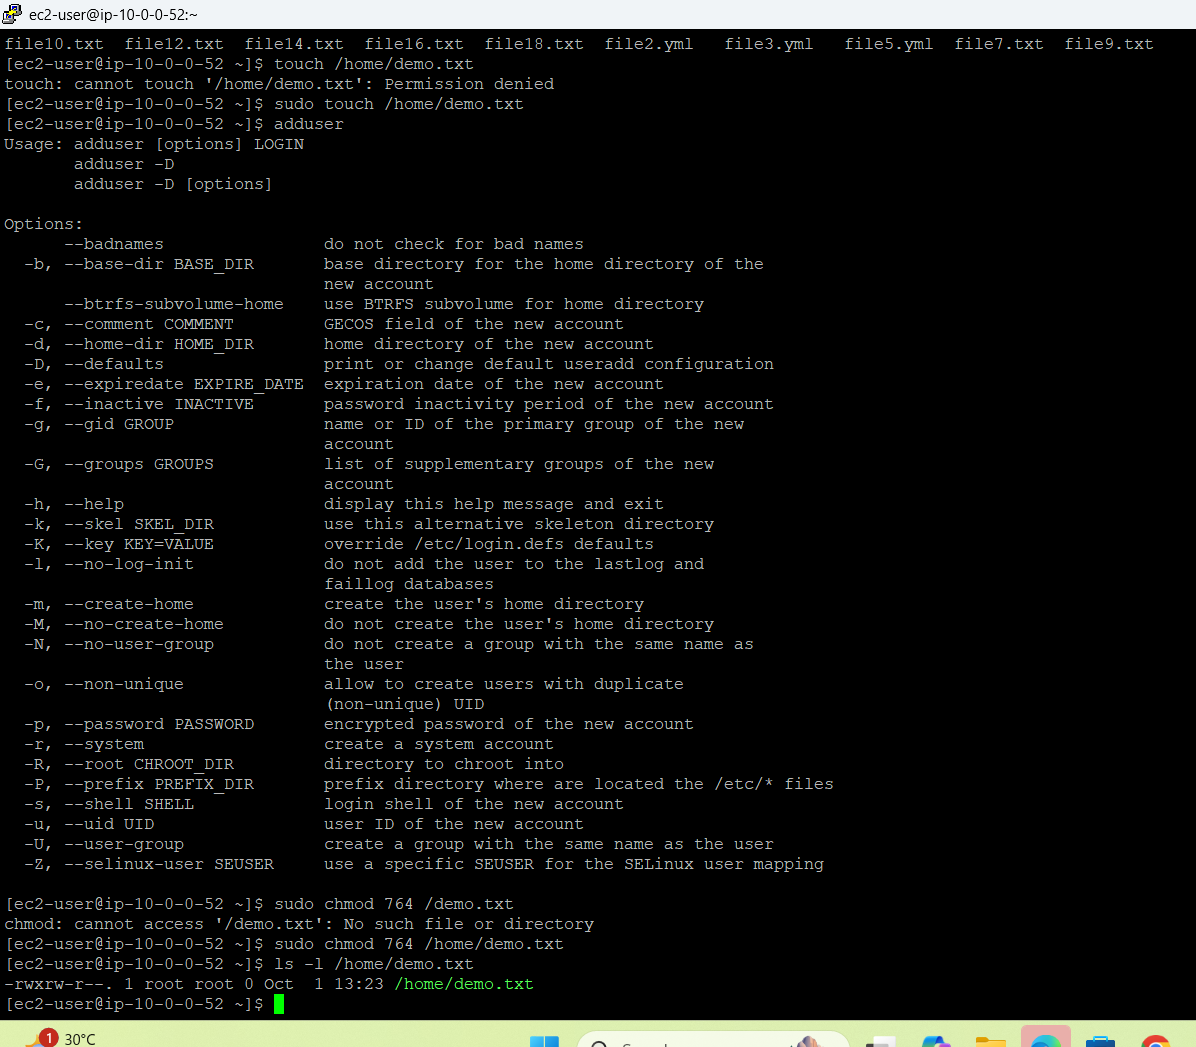 ec2-user@ip-10-0-0-52:~
file10.txt  file12.txt  file14.txt  file16.txt  file18.txt  file2.yml   file3.yml   file5.yml  file7.txt  file9.txt
[ec2-user@ip-10-0-0-52 ~]$ touch /home/demo.txt
touch: cannot touch '/home/demo.txt': Permission denied
[ec2-user@ip-10-0-0-52 ~]$ sudo touch /home/demo.txt
[ec2-user@ip-10-0-0-52 ~]$ adduser
Usage: adduser [options] LOGIN
       adduser -D
       adduser -D [options]

Options:
      --badnames                do not check for bad names
  -b, --base-dir BASE_DIR       base directory for the home directory of the
                                new account
      --btrfs-subvolume-home    use BTRFS subvolume for home directory
  -c, --comment COMMENT         GECOS field of the new account
  -d, --home-dir HOME_DIR       home directory of the new account
  -D, --defaults                print or change default useradd configuration
  -e, --expiredate EXPIRE_DATE  expiration date of the new account
  -f, --inactive INACTIVE       password inactivity period of the new account
  -g, --gid GROUP               name or ID of the primary group of the new
                                account
  -G, --groups GROUPS           list of supplementary groups of the new
                                account
  -h, --help                    display this help message and exit
  -k, --skel SKEL_DIR           use this alternative skeleton directory
  -K, --key KEY=VALUE           override /etc/login.defs defaults
  -l, --no-log-init             do not add the user to the lastlog and
                                faillog databases
  -m, --create-home             create the user's home directory
  -M, --no-create-home          do not create the user's home directory
  -N, --no-user-group           do not create a group with the same name as
                                the user
  -o, --non-unique              allow to create users with duplicate
                                (non-unique) UID
  -p, --password PASSWORD       encrypted password of the new account
  -r, --system                  create a system account
  -R, --root CHROOT_DIR         directory to chroot into
  -P, --prefix PREFIX_DIR       prefix directory where are located the /etc/* files
  -s, --shell SHELL             login shell of the new account
  -u, --uid UID                 user ID of the new account
  -U, --user-group              create a group with the same name as the user
  -Z, --selinux-user SEUSER     use a specific SEUSER for the SELinux user mapping

[ec2-user@ip-10-0-0-52 ~]$ sudo chmod 764 /demo.txt
chmod: cannot access '/demo.txt': No such file or directory
[ec2-user@ip-10-0-0-52 ~]$ sudo chmod 764 /home/demo.txt
[ec2-user@ip-10-0-0-52 ~]$ ls -l /home/demo.txt
-rwxrw-r--. 1 root root 0 Oct  1 13:23 /home/demo.txt
[ec2-user@ip-10-0-0-52 ~]$
1 30°C